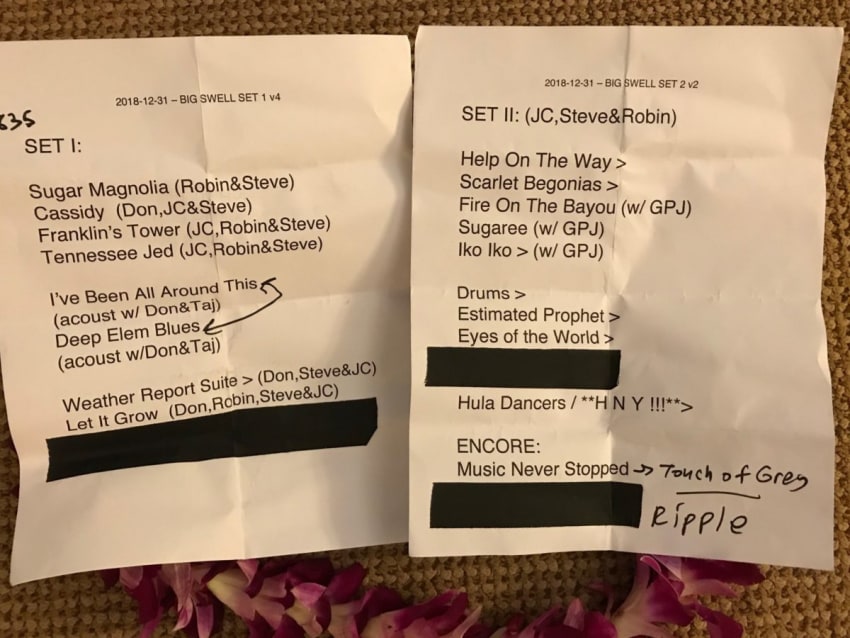 2018-12-31 – BIG SWELL SET 1 v4
SET I:
Sugar Magnolia (Robin&Steve)
Cassidy (Don,JC&Steve)
Franklin's Tower (JC,Robin&Steve)
Tennessee Jed (JC,Robin&Steve)
I've Been All Around This
(acoust w/ Don&Taj)
Deep Elem Blues
(acoust w/Don&Taj)
Weather Report Suite > (Don,Steve&JC)
Let It Grow (Don,Robin,Steve&JC)
2018-12-31 – BIG SWELL SET 2 v2
SET II: (JC,Steve&Robin)
Help On The Way >
Scarlet Begonias >
Fire On The Bayou (w/ GPJ)
Sugaree (w/ GPJ)
Iko Iko > (w/ GPJ)
Drums >
Estimated Prophet >
Eyes of the World >
Hula Dancers / **H N Y !!!**>
ENCORE:
Music Never Stopped → Touch of Grey
Ripple